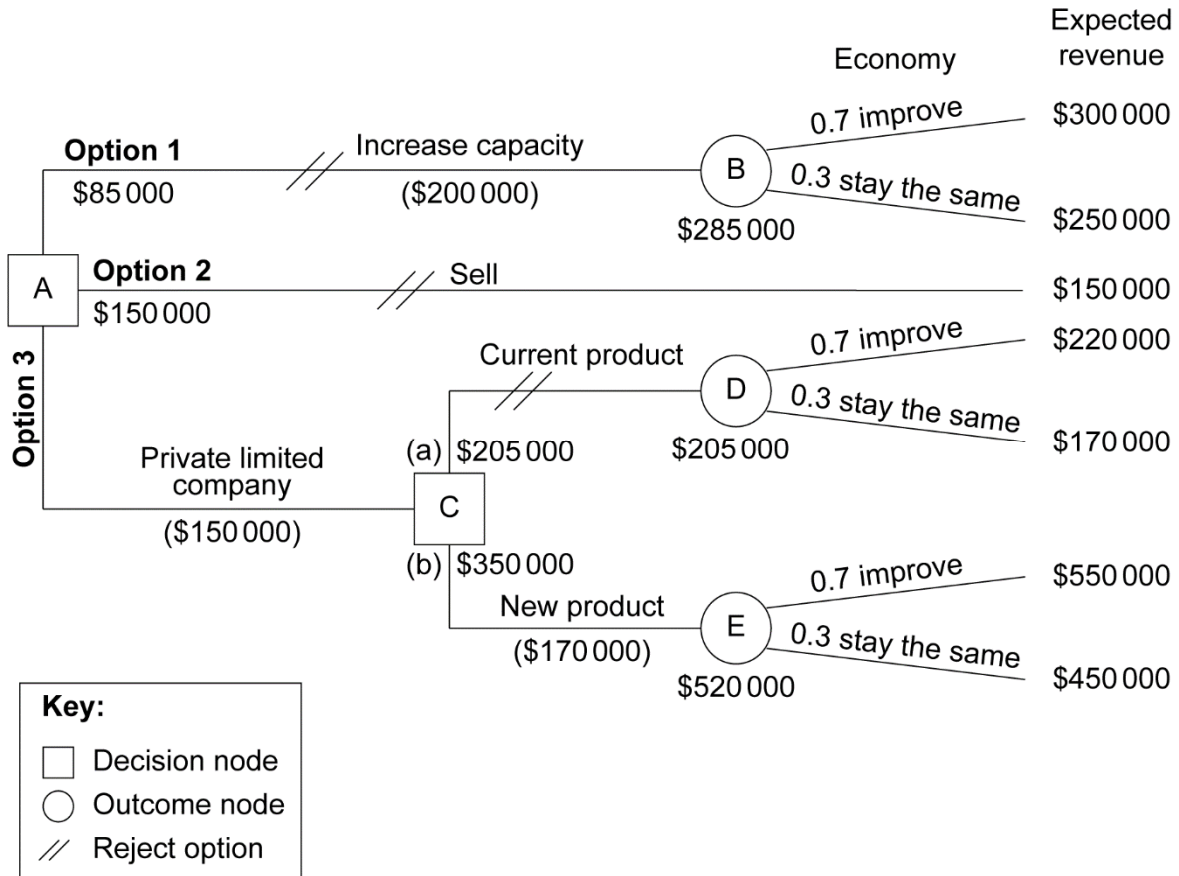 Economy
Expected
revenue
Option 1
$85 000
Increase capacity
($200 000)
B
$285 000
0.7 improve
$300 000
0.3 stay the same
$250 000
A
Option 2
$150 000
Sell
$150 000
Option 3
Private limited
company
($150 000)
C
(a) $205 000
Current product
D
$205 000
0.7 improve
$220 000
0.3 stay the same
$170 000
(b) $350 000
New product
($170 000)
E
$520 000
0.7 improve
$550 000
0.3 stay the same
$450 000
Key:
Decision node
Outcome node
// Reject option